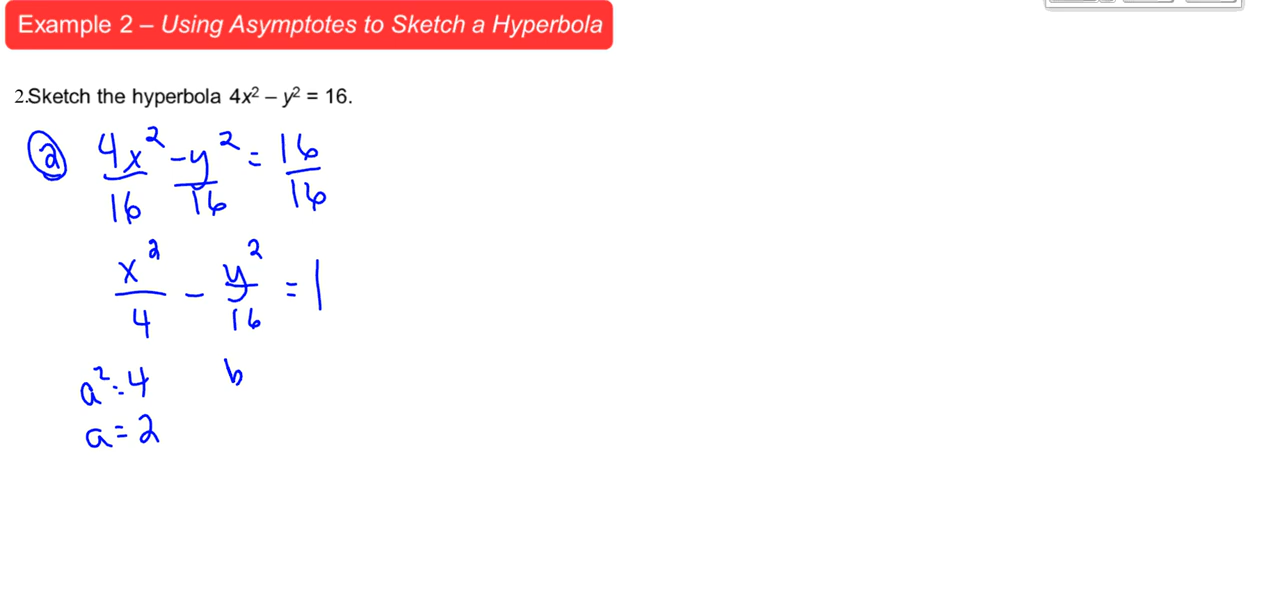 Example 2 – Using Asymptotes to Sketch a Hyperbola
2.Sketch the hyperbola 4x² – y² = 16.
② 4x²/16 - y²/16 = 16/16
x²/4 - y²/16 = 1
a² = 4 b
a = 2